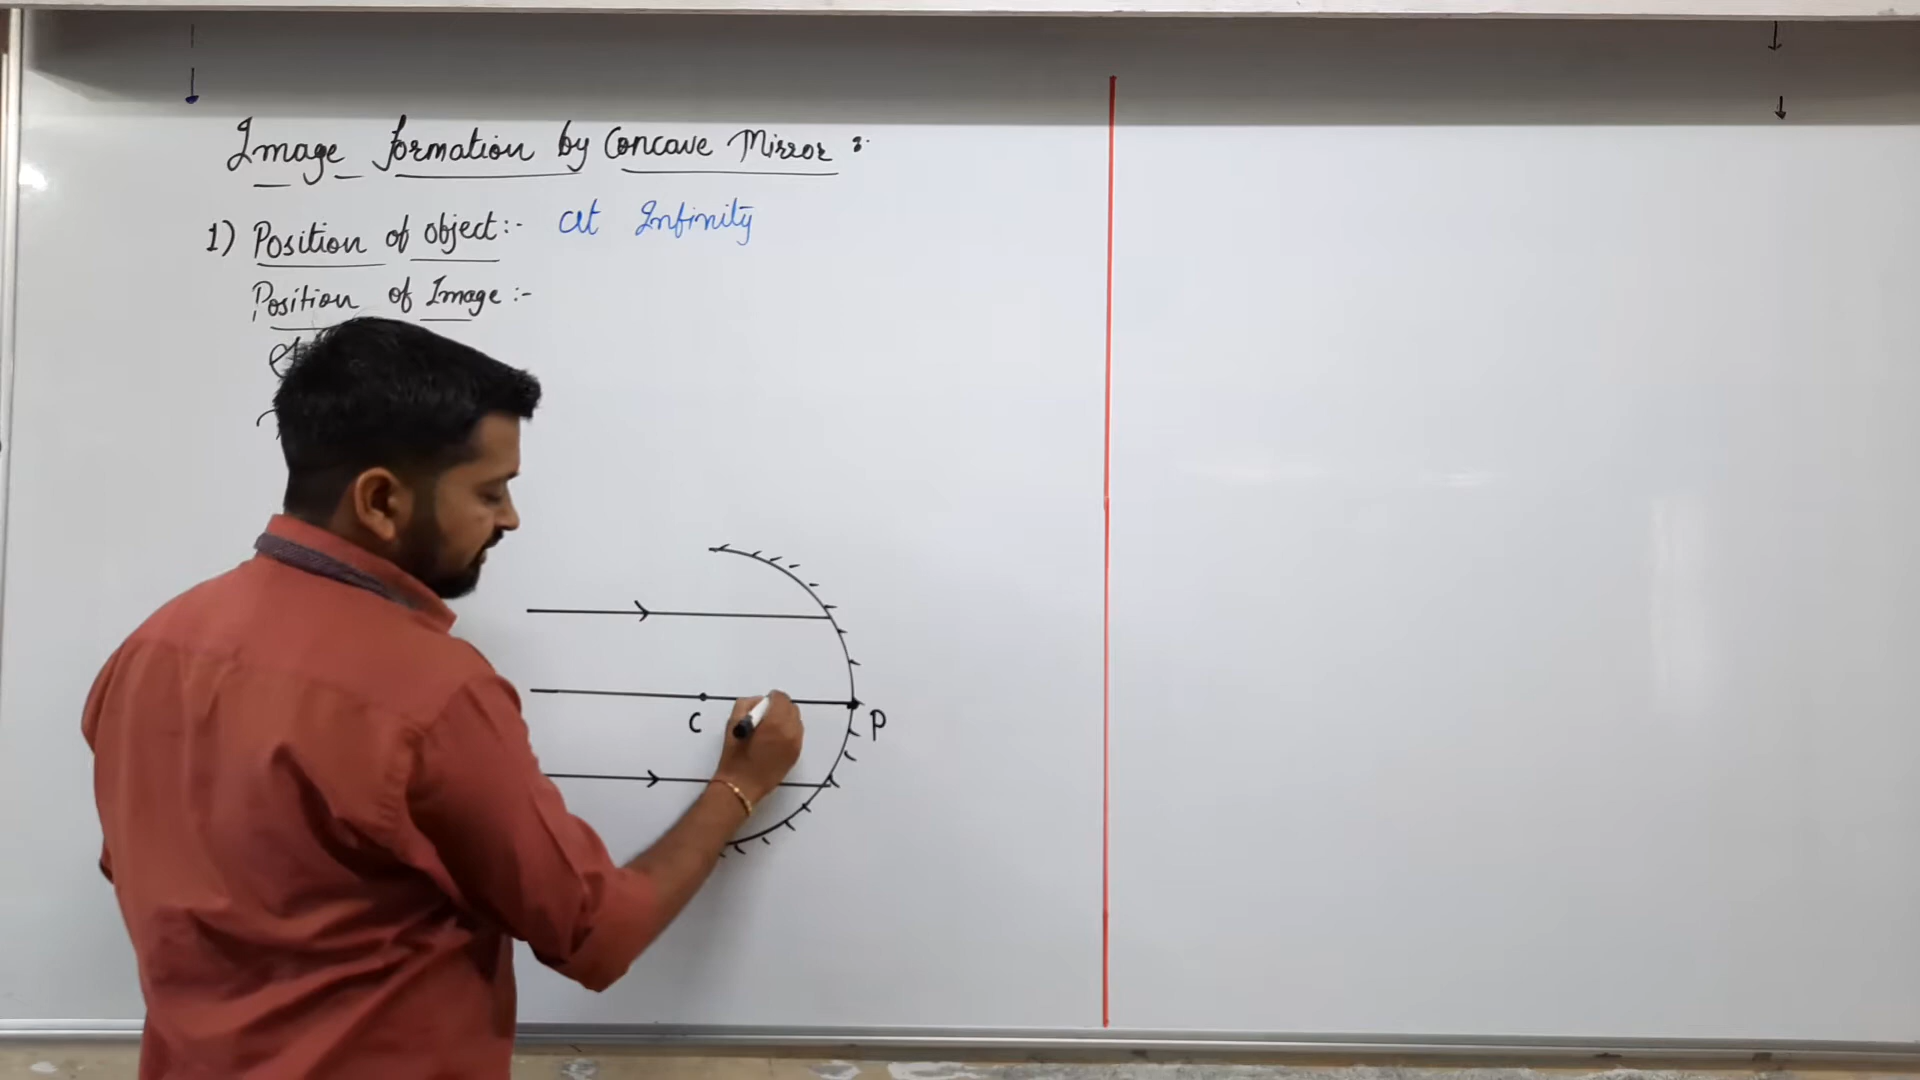 Image formation by Concave Mirror :-
1) Position of object:- at Infinity
Position of Image :-
C
P